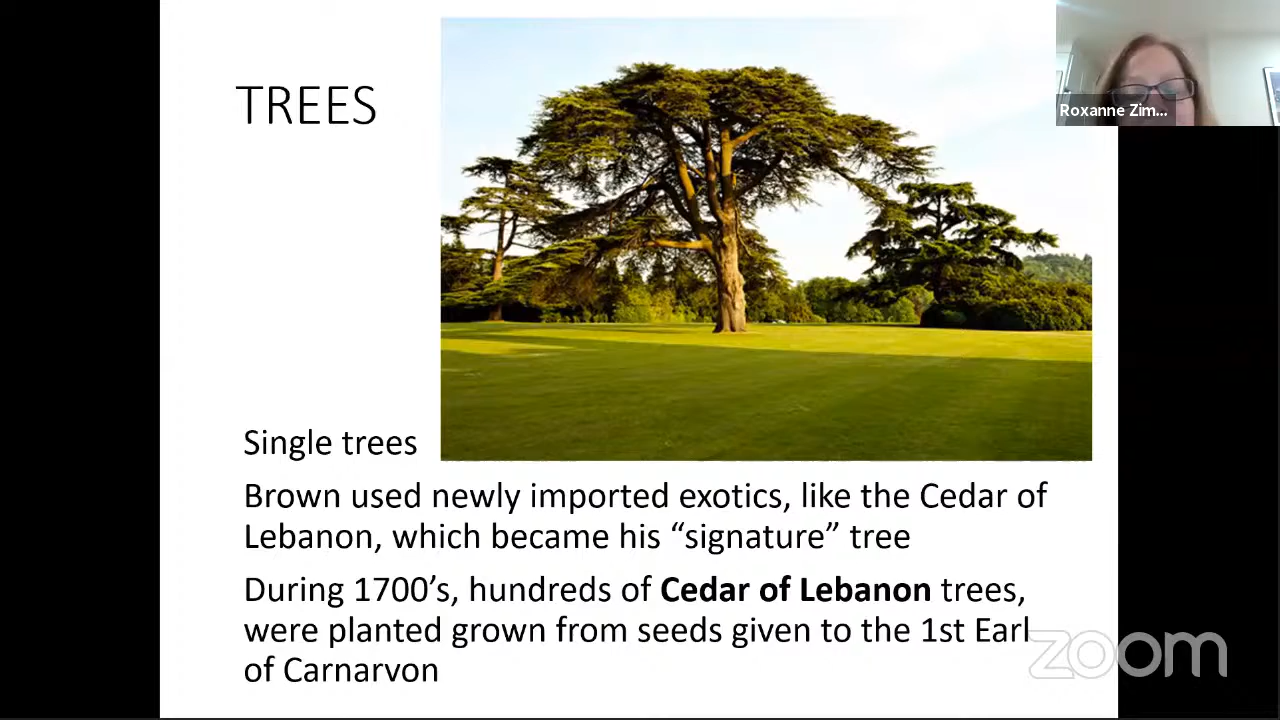 TREES
Roxanne Zim...
Single trees
Brown used newly imported exotics, like the Cedar of
Lebanon, which became his “signature” tree
During 1700’s, hundreds of Cedar of Lebanon trees,
were planted grown from seeds given to the 1st Earl
of Carnarvon
zoom